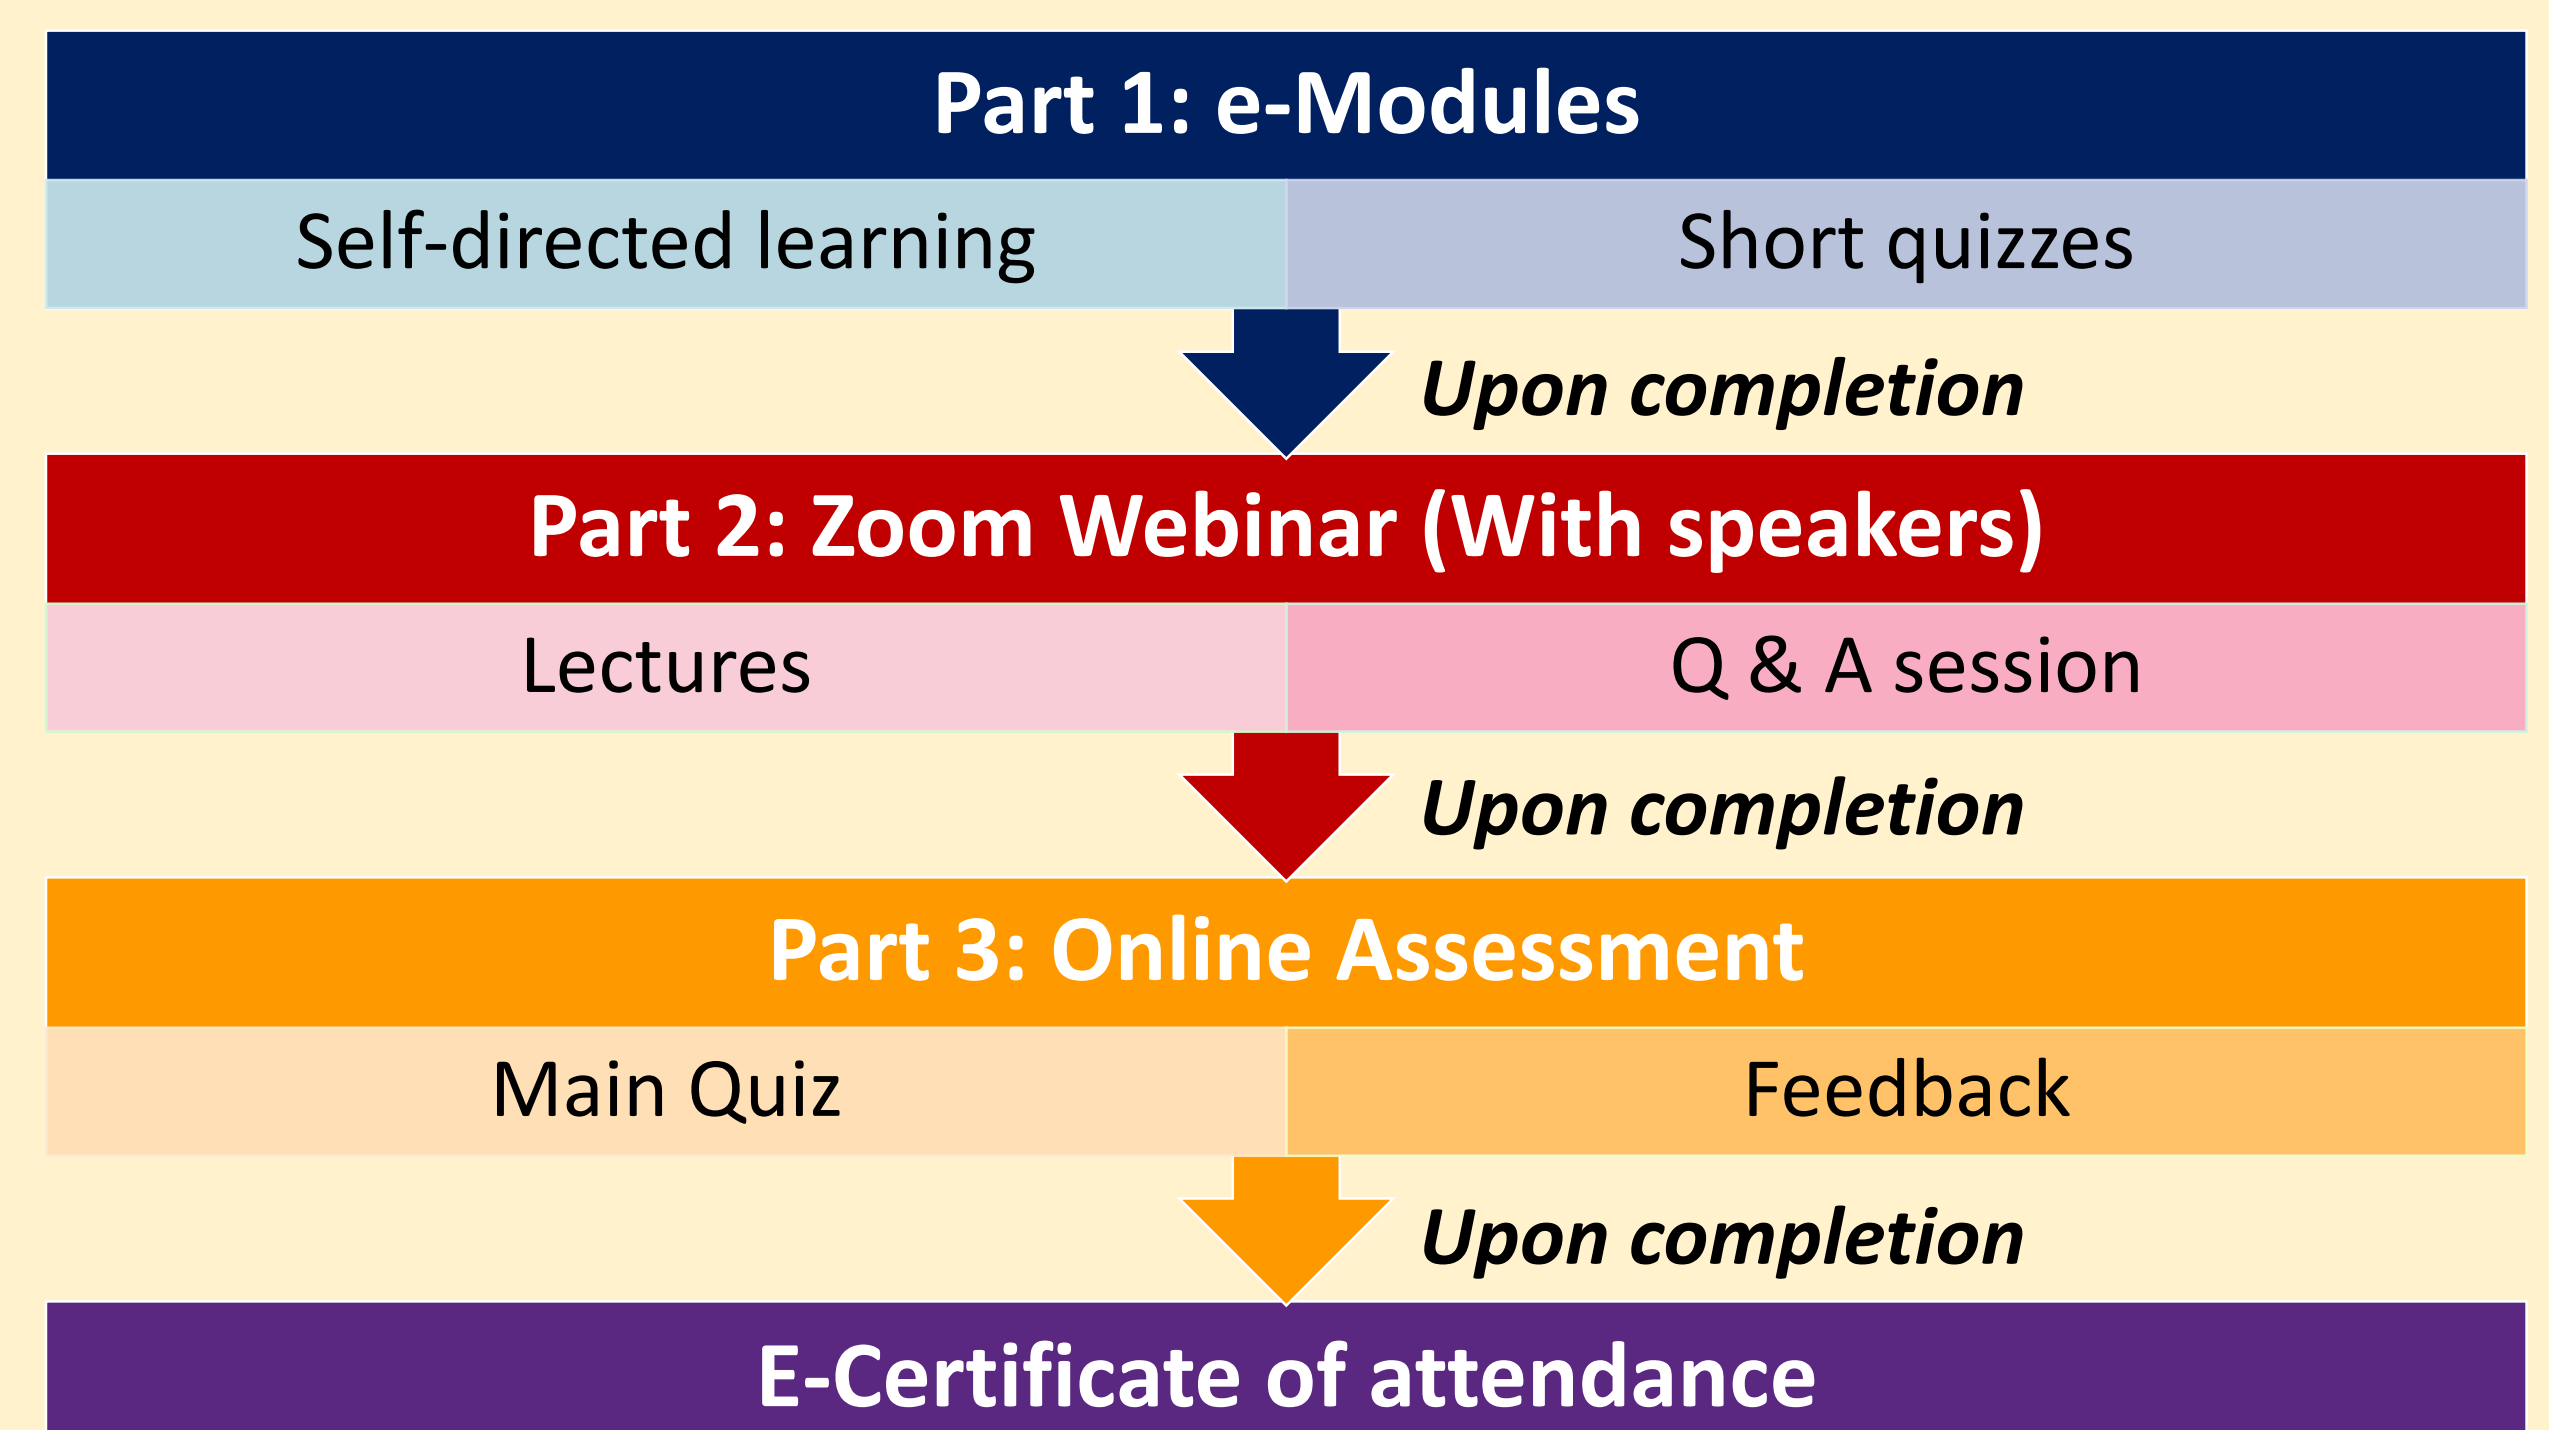 Part 1: e-Modules
Self-directed learning
Short quizzes
Upon completion
Part 2: Zoom Webinar (With speakers)
Lectures
Q & A session
Upon completion
Part 3: Online Assessment
Main Quiz
Feedback
Upon completion
E-Certificate of attendance